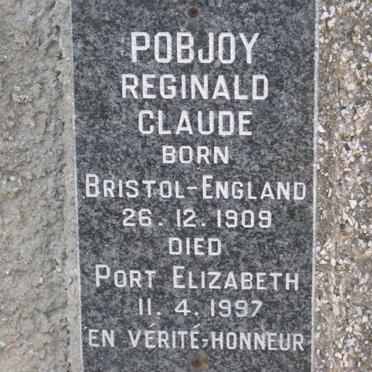 POBJOY
REGINALD
CLAUDE
BORN
BRISTOL-ENGLAND
26.12.1909
DIED
PORT ELIZABETH
11.4.1997
EN VÉRITÉ-HONNEUR